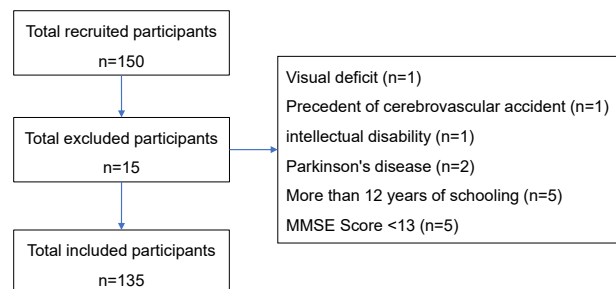 Total recruited participants
n=150
Total excluded participants
n=15
Visual deficit (n=1)
Precedent of cerebrovascular accident (n=1)
intellectual disability (n=1)
Parkinson's disease (n=2)
More than 12 years of schooling (n=5)
MMSE Score <13 (n=5)
Total included participants
n=135